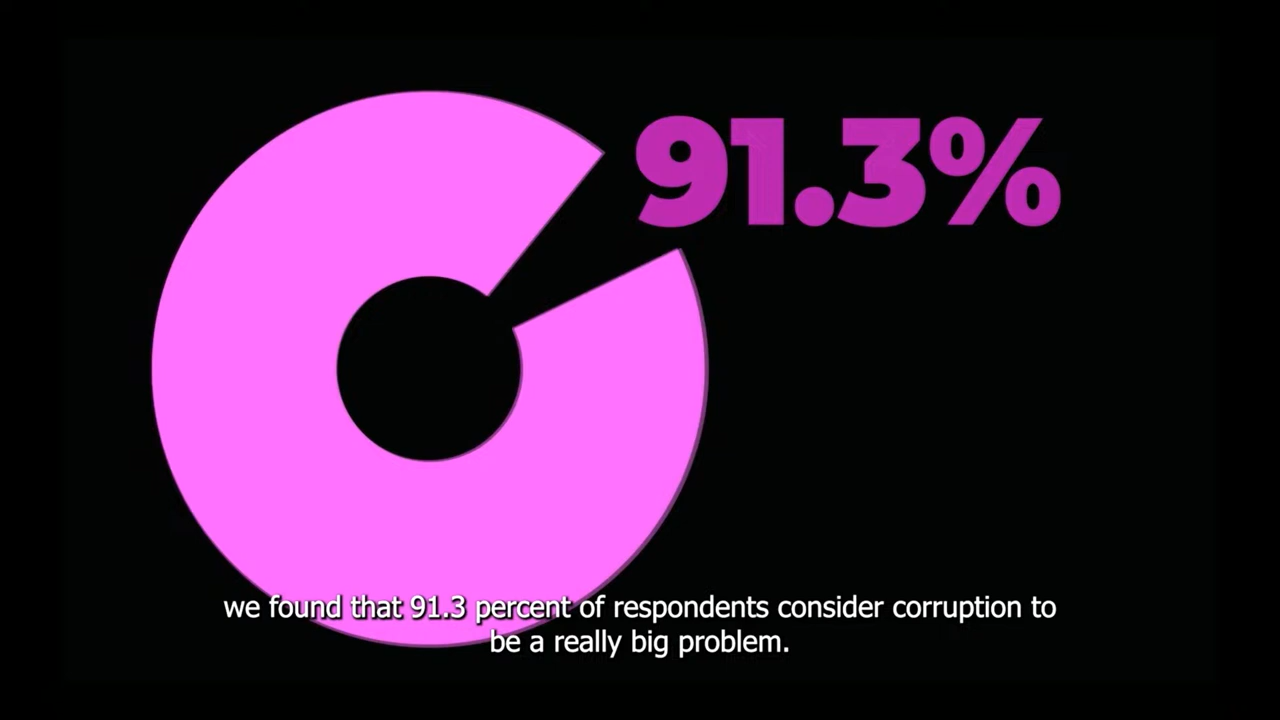 91.3%
we found that 91.3 percent of respondents consider corruption to
be a really big problem.